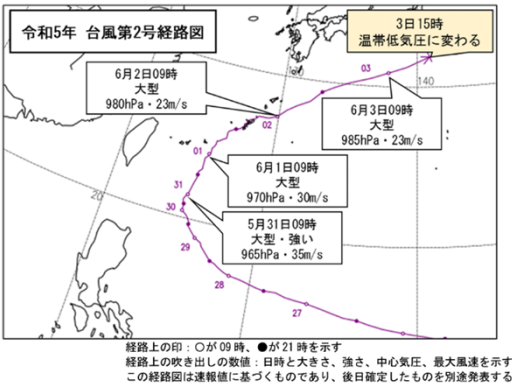 令和5年 台風第2号経路図
3日15時
温帯低気圧に変わる
6月2日09時
大型
980hPa・23m/s
03
130
140
02
6月3日09時
大型
985hPa・23m/s
01
6月1日09時
大型
970hPa・30m/s
31
20
30
5月31日09時
大型・強い
965hPa・35m/s
29
28
27
経路上の印：○が09時、●が21時を示す
経路上の吹き出しの数値：日時と大きさ、強さ、中心気圧、最大風速を示す
この経路図は速報値に基づくものであり、後日確定したものを別途発表する